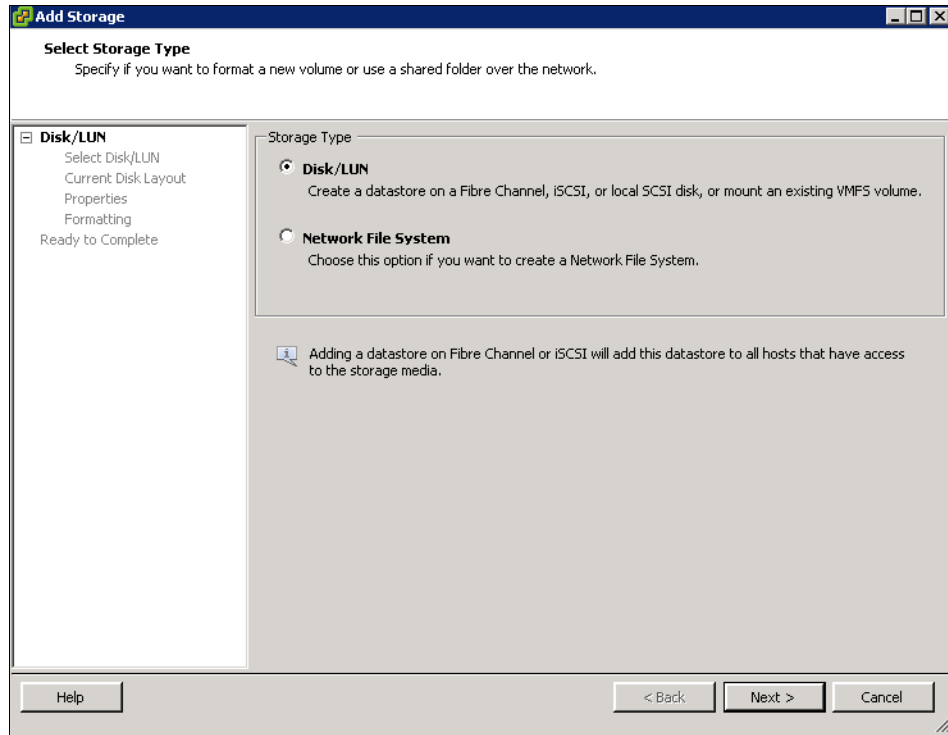 Add Storage
Select Storage Type
Specify if you want to format a new volume or use a shared folder over the network.
Disk/LUN
Select Disk/LUN
Current Disk Layout
Properties
Formatting
Ready to Complete
Storage Type
Disk/LUN
Create a datastore on a Fibre Channel, iSCSI, or local SCSI disk, or mount an existing VMFS volume.
Network File System
Choose this option if you want to create a Network File System.
Adding a datastore on Fibre Channel or iSCSI will add this datastore to all hosts that have access
to the storage media.
Help
< Back
Next >
Cancel